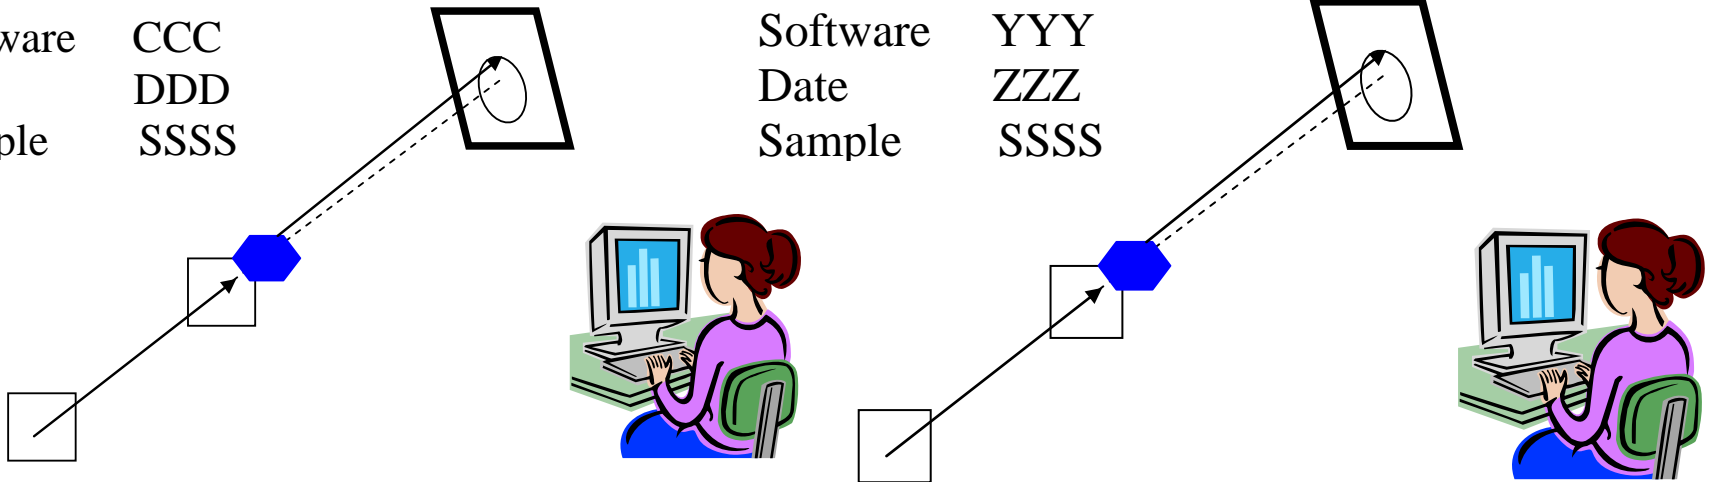 ware CCC
DDD
ple SSSS
Software YYY
Date ZZZ
Sample SSSS